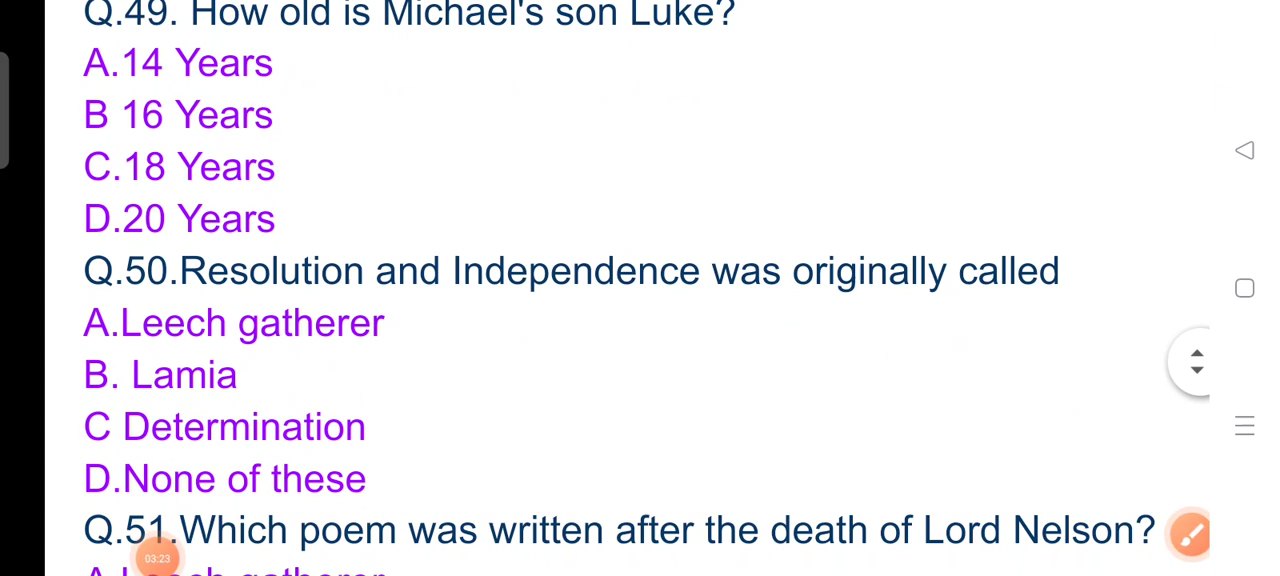 Q.49. How old is Michael's son Luke?
A.14 Years
B 16 Years
C.18 Years
D.20 Years
Q.50.Resolution and Independence was originally called
A.Leech gatherer
B. Lamia
C Determination
D.None of these
Q.51.Which poem was written after the death of Lord Nelson?
03:23
A.Leech gatherer